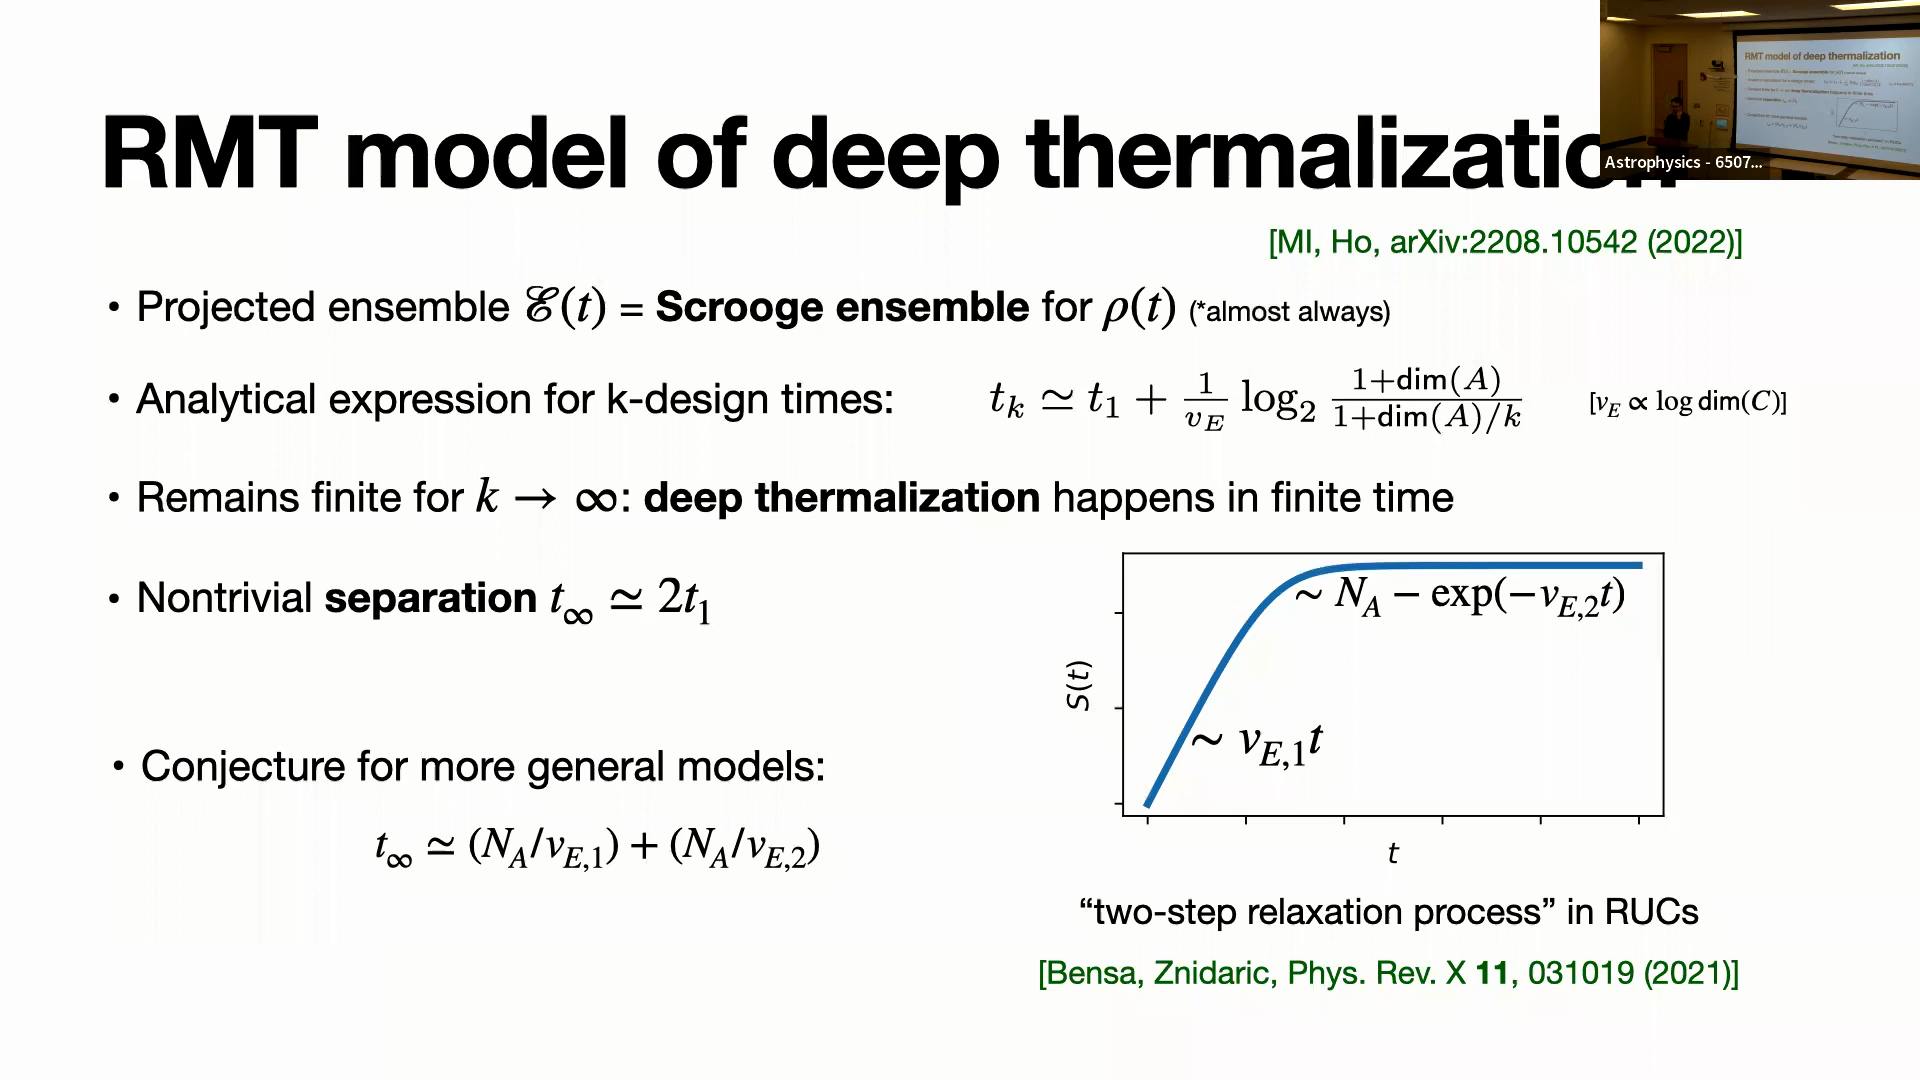 RMT model of deep thermalization
Astrophysics - 6507...
[MI, Ho, arXiv:2208.10542 (2022)]
• Projected ensemble ℰ(t) = Scrooge ensemble for ρ(t) (*almost always)
• Analytical expression for k-design times: t_k ≃ t_1 + \frac{1}{v_E} log_2 \frac{1+dim(A)}{1+dim(A)/k} [v_E ∝ log dim(C)]
• Remains finite for k → ∞: deep thermalization happens in finite time
• Nontrivial separation t_∞ ≃ 2t_1
• Conjecture for more general models:
t_∞ ≃ (N_A/v_{E,1}) + (N_A/v_{E,2})
~ N_A − exp(−v_{E,2}t)
S(t)
~ v_{E,1}t
t
“two-step relaxation process” in RUCs
[Bensa, Znidaric, Phys. Rev. X 11, 031019 (2021)]